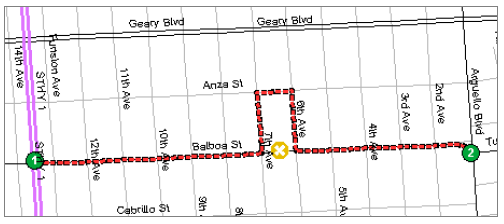 Geary Blvd
Geary Blvd
14th Ave
Funston Ave
STHY 1
11th Ave
Anza St
6th Ave
3rd Ave
2nd Ave
Arguello Blvd
1
12th Ave
10th Ave
Balboa St
7th Ave
4th Ave
2
Cabrillo St